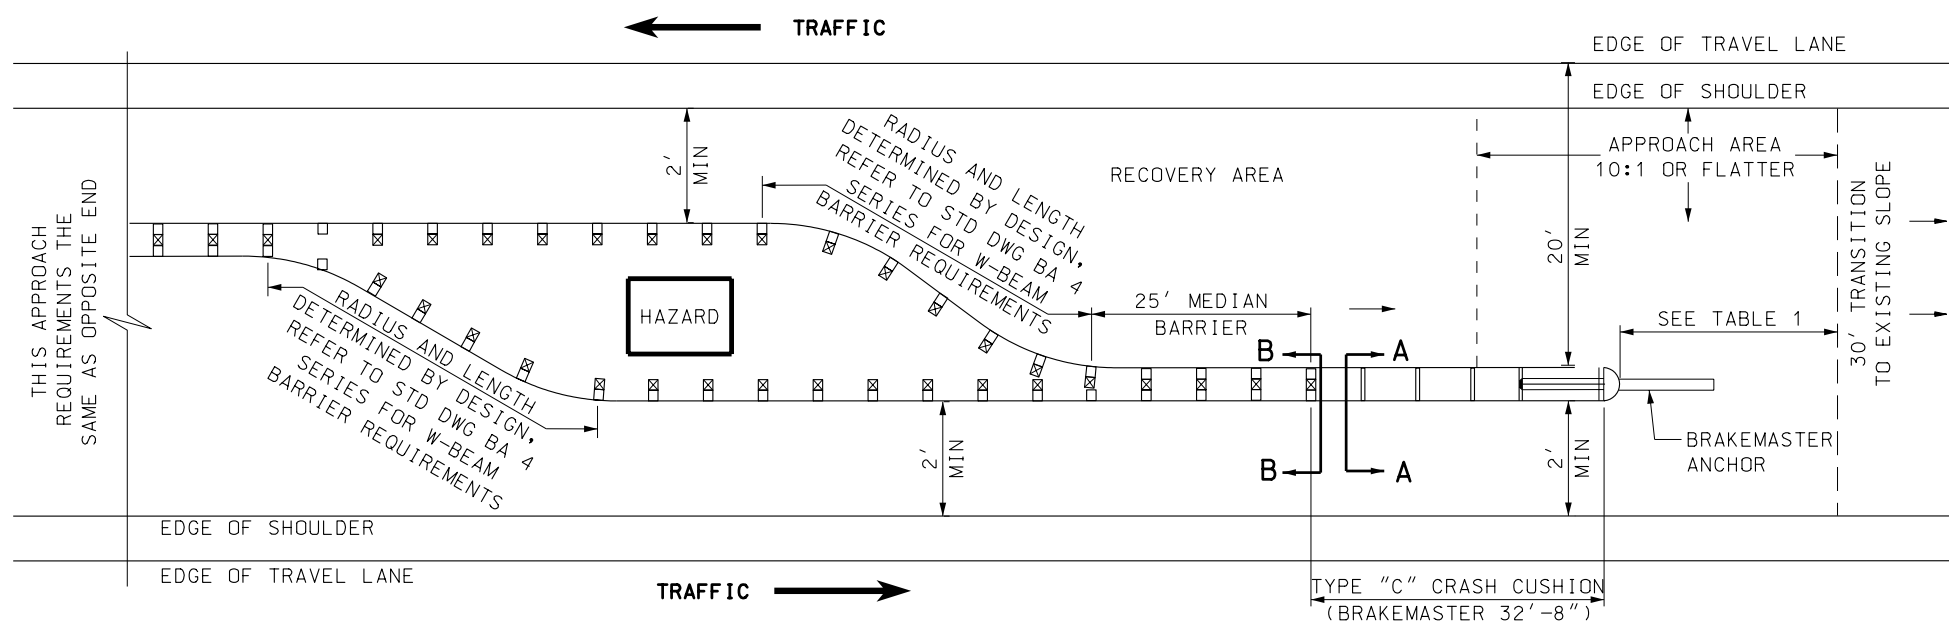 TRAFFIC
EDGE OF TRAVEL LANE
EDGE OF SHOULDER
2'
MIN
RADIUS AND LENGTH
DETERMINED BY DESIGN,
REFER TO STD DWG BA 4
SERIES FOR W-BEAM
BARRIER REQUIREMENTS
RECOVERY AREA
20'
MIN
APPROACH AREA
10:1 OR FLATTER
30' TRANSITION
TO EXISTING SLOPE
THIS APPROACH
REQUIREMENTS THE
SAME AS OPPOSITE END
HAZARD
25' MEDIAN
BARRIER
SEE TABLE 1
B
A
RADIUS AND LENGTH
DETERMINED BY DESIGN,
REFER TO STD DWG BA 4
SERIES FOR W-BEAM
BARRIER REQUIREMENTS
2'
MIN
B
A
2'
MIN
BRAKEMASTER
ANCHOR
EDGE OF SHOULDER
EDGE OF TRAVEL LANE
TRAFFIC
TYPE "C" CRASH CUSHION
(BRAKEMASTER 32'-8")